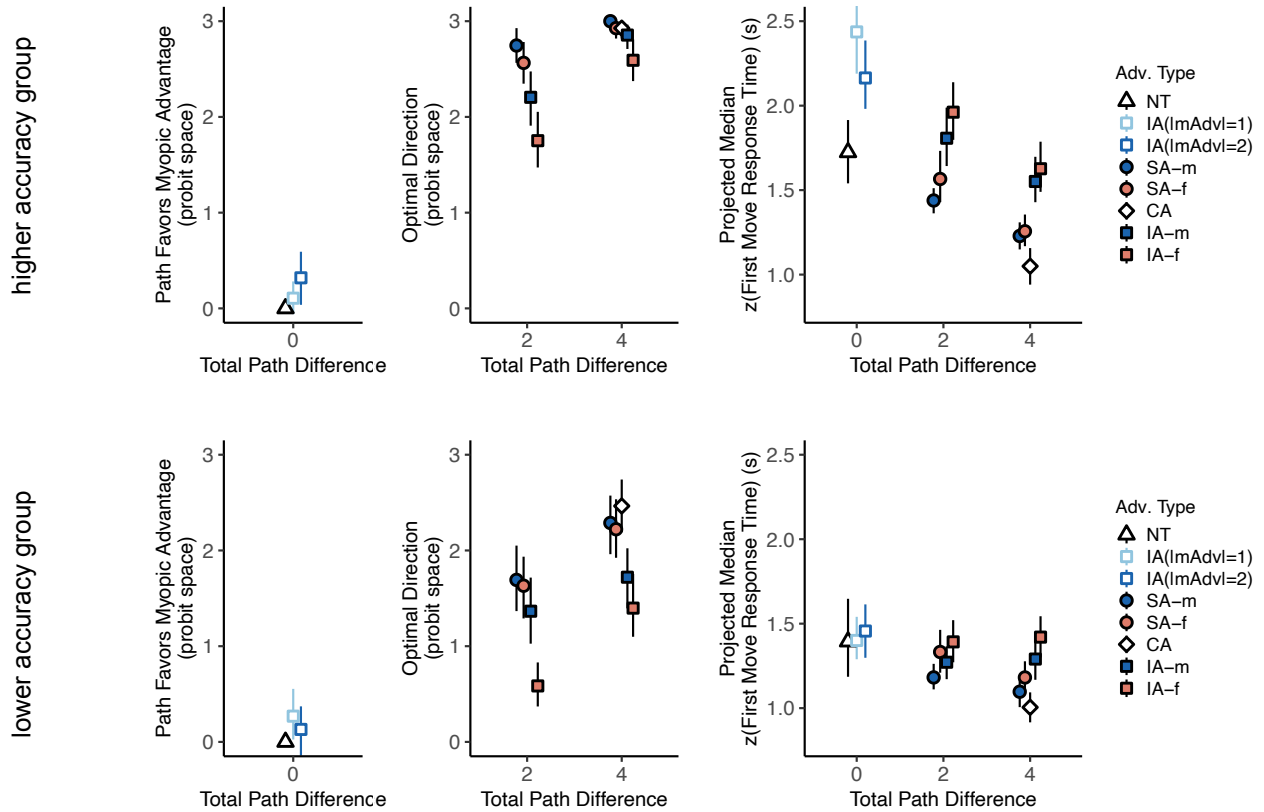 higher accuracy group
Path Favors Myopic Advantage
(probit space)
3
2
1
0
0
Total Path Difference
Optimal Direction
(probit space)
3
2
1
0
2 4
Total Path Difference
Projected Median
z(First Move Response Time) (s)
2.5
2.0
1.5
1.0
0 2 4
Total Path Difference
Adv. Type
NT
IA(|mAdv|=1)
IA(|mAdv|=2)
SA−m
SA−f
CA
IA−m
IA−f
lower accuracy group
Path Favors Myopic Advantage
(probit space)
3
2
1
0
0
Total Path Difference
Optimal Direction
(probit space)
3
2
1
0
2 4
Total Path Difference
Projected Median
z(First Move Response Time) (s)
2.5
2.0
1.5
1.0
0 2 4
Total Path Difference
Adv. Type
NT
IA(|mAdv|=1)
IA(|mAdv|=2)
SA−m
SA−f
CA
IA−m
IA−f